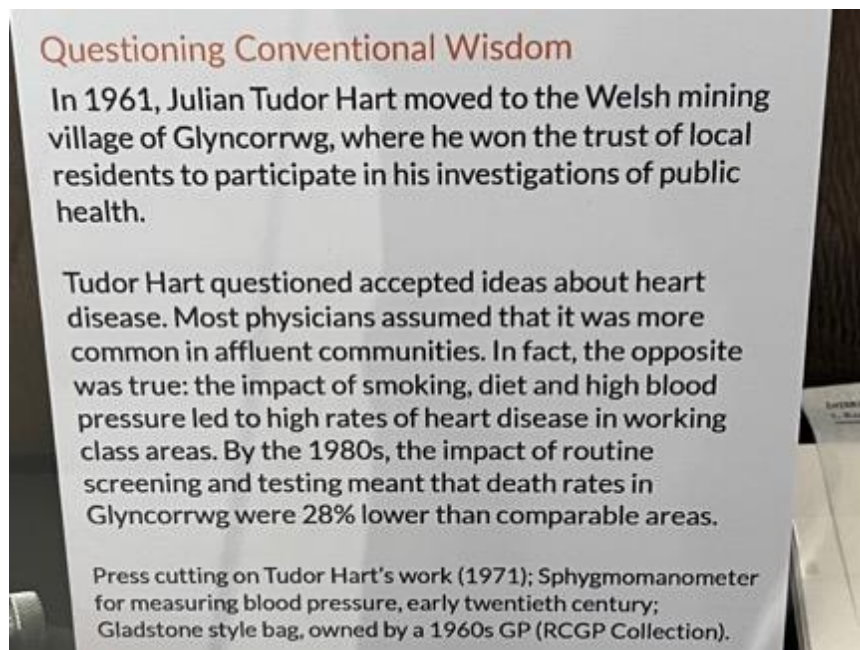 Questioning Conventional Wisdom
In 1961, Julian Tudor Hart moved to the Welsh mining
village of Glyncorrwg, where he won the trust of local
residents to participate in his investigations of public
health.
Tudor Hart questioned accepted ideas about heart
disease. Most physicians assumed that it was more
common in affluent communities. In fact, the opposite
was true: the impact of smoking, diet and high blood
pressure led to high rates of heart disease in working
class areas. By the 1980s, the impact of routine
screening and testing meant that death rates in
Glyncorrwg were 28% lower than comparable areas.
Press cutting on Tudor Hart's work (1971); Sphygmomanometer
for measuring blood pressure, early twentieth century;
Gladstone style bag, owned by a 1960s GP (RCGP Collection).